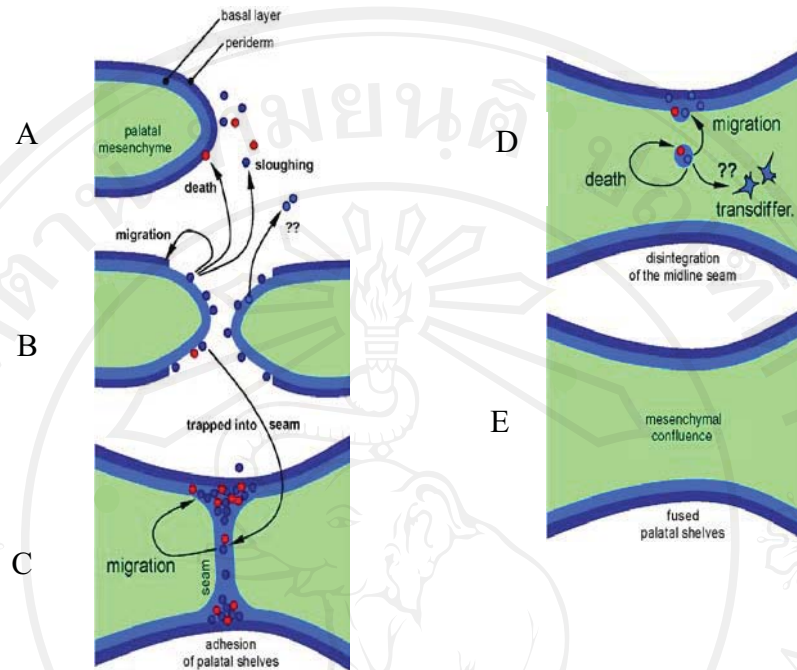 basal layer
periderm
A
palatal
mesenchyme
sloughing
death
migration
??
B
trapped into seam
C
migration
seam
adhesion
of palatal shelves
D
migration
death
??
transdiffer.
disintegration
of the midline seam
E
mesenchymal
confluence
fused
palatal shelves